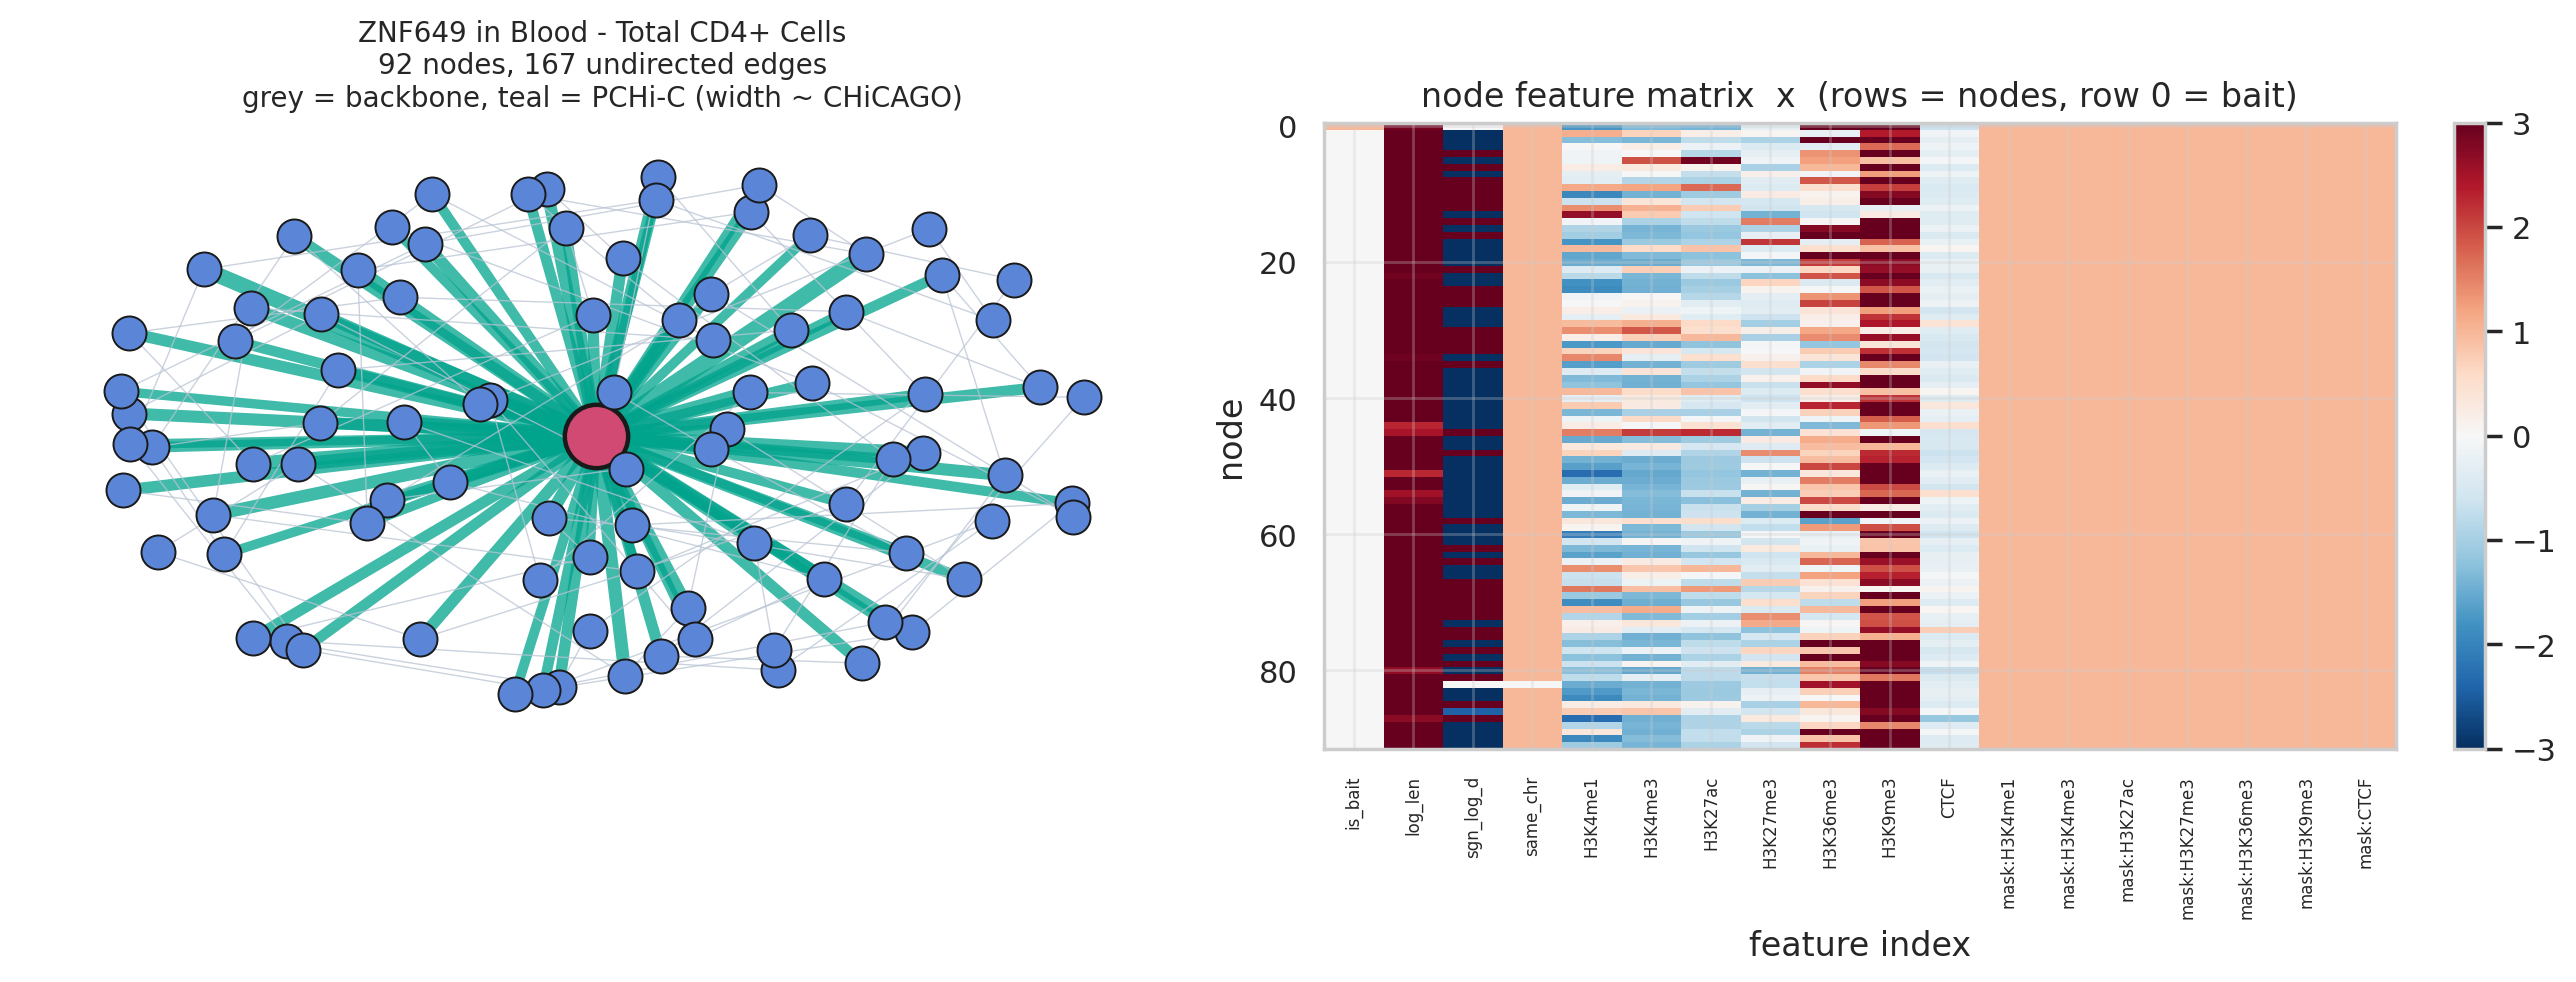 ZNF649 in Blood - Total CD4+ Cells
92 nodes, 167 undirected edges
grey = backbone, teal = PCHi-C (width ~ CHiCAGO)
node feature matrix  x  (rows = nodes, row 0 = bait)
0
20
40
60
80
node
is_bait
log_len
sgn_log_d
same_chr
H3K4me1
H3K4me3
H3K27ac
H3K27me3
H3K36me3
H3K9me3
CTCF
mask:H3K4me1
mask:H3K4me3
mask:H3K27ac
mask:H3K27me3
mask:H3K36me3
mask:H3K9me3
mask:CTCF
feature index
3
2
1
0
−1
−2
−3